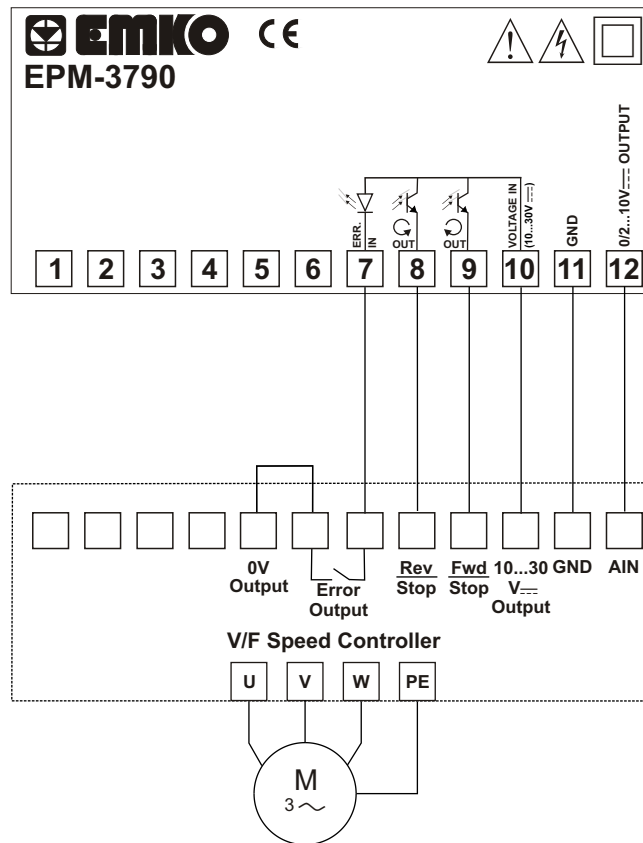 EMKO CE
EPM-3790
ERR.
IN
OUT
OUT
VOLTAGE IN
(10...30V ⎓)
GND
0/2...10V⎓ OUTPUT
1 2 3 4 5 6 7 8 9 10 11 12
0V
Output
Error
Output
Rev
Stop
Fwd
Stop
10...30
V⎓
Output
GND
AIN
V/F Speed Controller
U V W PE
M
3～